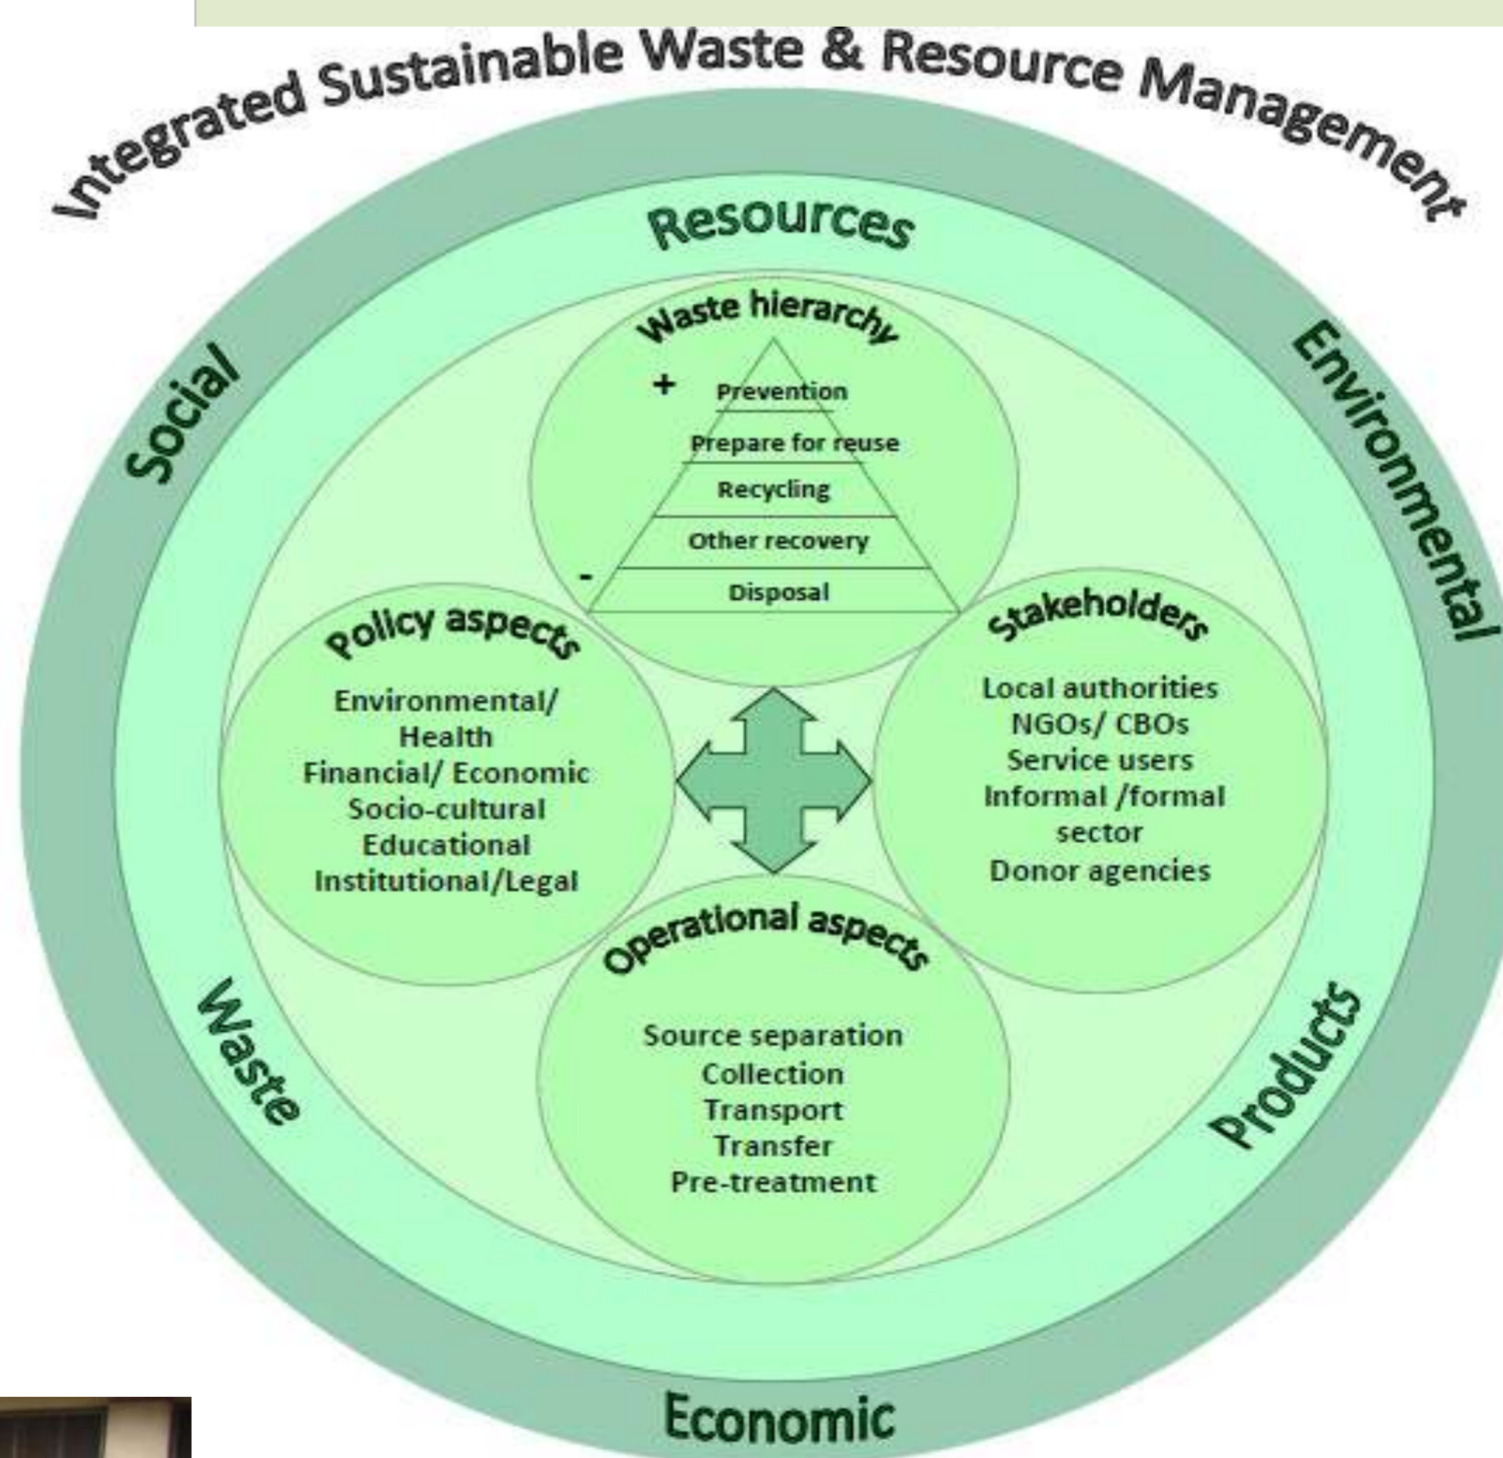 Integrated Sustainable Waste & Resource Management
Resources
Social
Environmental
Waste hierarchy
+
Prevention
Prepare for reuse
Recycling
Other recovery
-
Disposal
Policy aspects
Environmental/
Health
Financial/ Economic
Socio-cultural
Educational
Institutional/Legal
Stakeholders
Local authorities
NGOs/ CBOs
Service users
Informal /formal
sector
Donor agencies
Operational aspects
Source separation
Collection
Transport
Transfer
Pre-treatment
Waste
Products
Economic